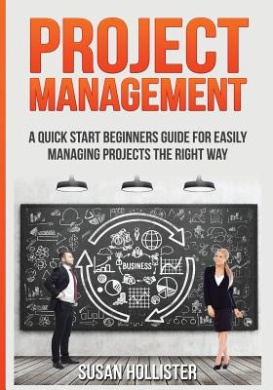 PROJECT
MANAGEMENT
A QUICK START BEGINNERS GUIDE FOR EASILY
MANAGING PROJECTS THE RIGHT WAY
BUSINESS
SUSAN HOLLISTER